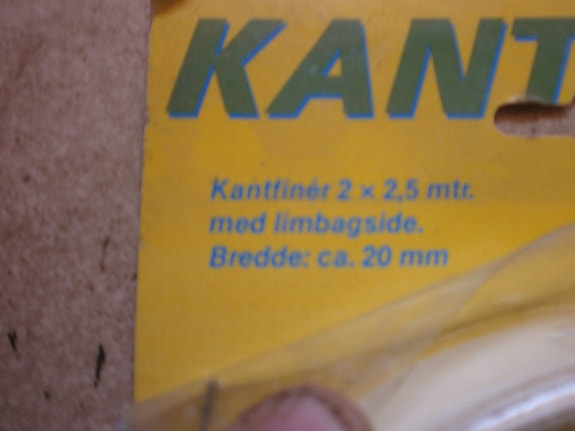 KANT
Kantfinér 2 x 2,5 mtr.
med limbagside.
Bredde: ca. 20 mm